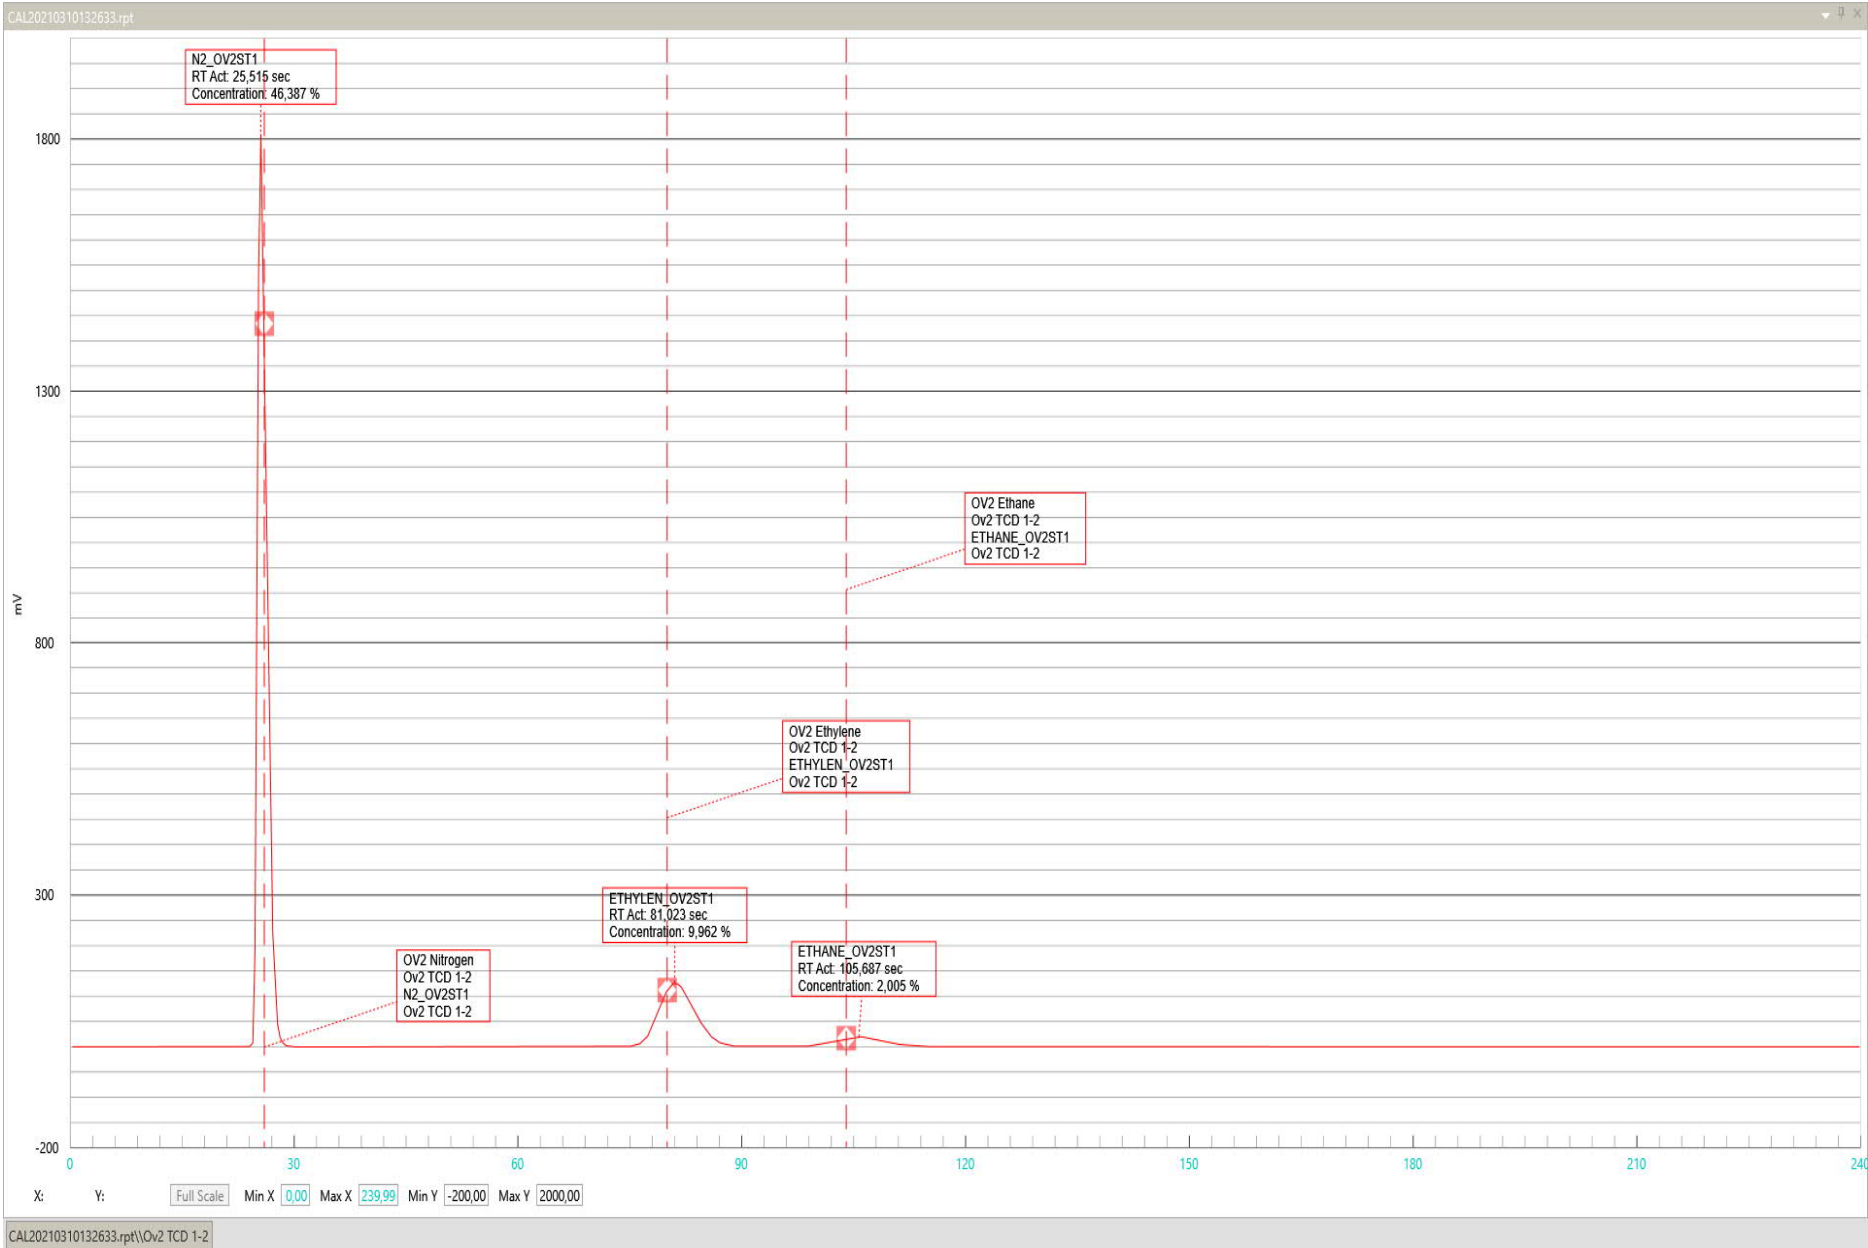 CAL20210310132633.rpt
N2_OV2ST1
RT Act: 25,515 sec
Concentration: 46,387 %
1800
1300
OV2 Ethane
Ov2 TCD 1-2
ETHANE_OV2ST1
Ov2 TCD 1-2
mV
800
OV2 Ethylene
Ov2 TCD 1-2
ETHYLEN_OV2ST1
Ov2 TCD 1-2
300
ETHYLEN_OV2ST1
RT Act: 81,023 sec
Concentration: 9,962 %
ETHANE_OV2ST1
RT Act: 105,687 sec
Concentration: 2,005 %
OV2 Nitrogen
Ov2 TCD 1-2
N2_OV2ST1
Ov2 TCD 1-2
-200
0 30 60 90 120 150 180 210 240
X: Y: Full Scale Min X 0,00 Max X 239,99 Min Y -200,00 Max Y 2000,00
CAL20210310132633.rpt\\Ov2 TCD 1-2